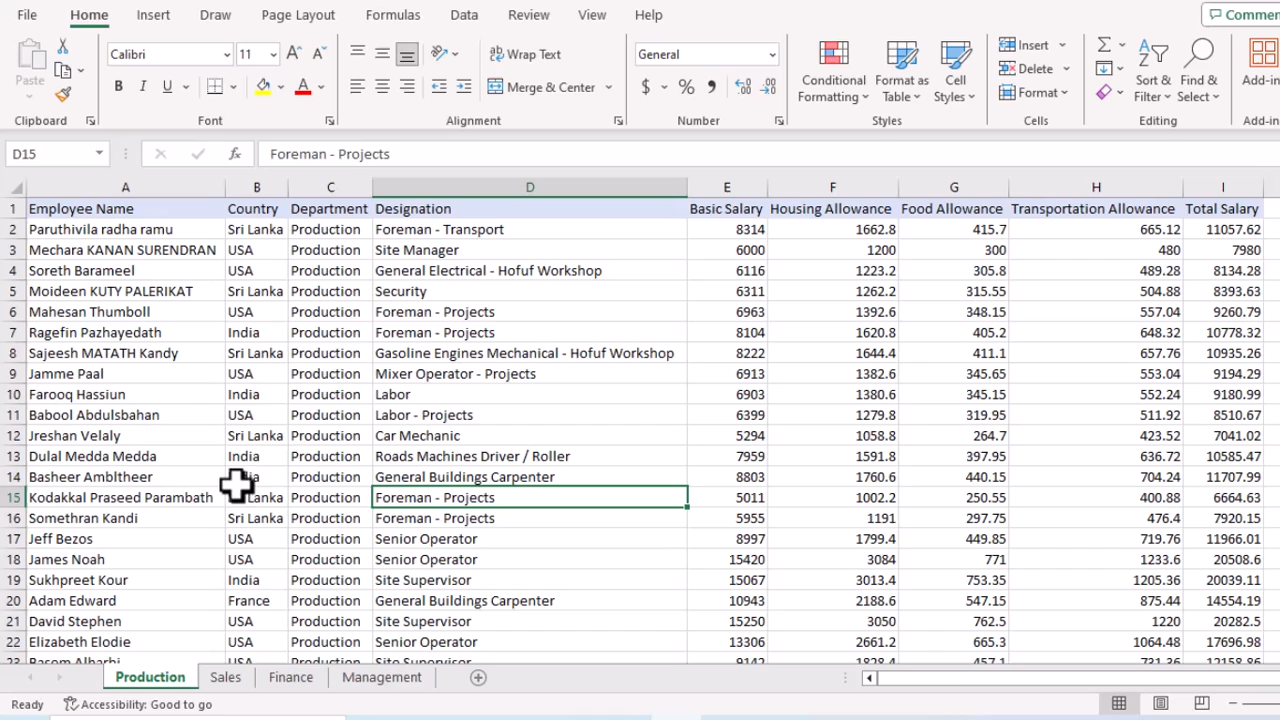 File Home Insert Draw Page Layout Formulas Data Review View Help
Calibri 11 Wrap Text General Insert
Paste Merge & Center Conditional Formatting Format as Table Cell Styles Delete Format Sort & Filter Find & Select
Clipboard Font Alignment Number Styles Cells Editing
D15 fx Foreman - Projects
A B C D E F G H I
1 Employee Name Country Department Designation Basic Salary Housing Allowance Food Allowance Transportation Allowance Total Salary
2 Paruthivila radha ramu Sri Lanka Production Foreman - Transport 8314 1662.8 415.7 665.12 11057.62
3 Mechara KANAN SURENDRAN USA Production Site Manager 6000 1200 300 480 7980
4 Soreth Barameel USA Production General Electrical - Hofuf Workshop 6116 1223.2 305.8 489.28 8134.28
5 Moideen KUTY PALERIKAT Sri Lanka Production Security 6311 1262.2 315.55 504.88 8393.63
6 Mahesan Thumboll USA Production Foreman - Projects 6963 1392.6 348.15 557.04 9260.79
7 Ragefin Pazhayedath India Production Foreman - Projects 8104 1620.8 405.2 648.32 10778.32
8 Sajeesh MATATH Kandy Sri Lanka Production Gasoline Engines Mechanical - Hofuf Workshop 8222 1644.4 411.1 657.76 10935.26
9 Jamme Paal USA Production Mixer Operator - Projects 6913 1382.6 345.65 553.04 9194.29
10 Farooq Hassiun India Production Labor 6903 1380.6 345.15 552.24 9180.99
11 Babool Abdulsbahan USA Production Labor - Projects 6399 1279.8 319.95 511.92 8510.67
12 Jreshan Velaly Sri Lanka Production Car Mechanic 5294 1058.8 264.7 423.52 7041.02
13 Dulal Medda Medda India Production Roads Machines Driver / Roller 7959 1591.8 397.95 636.72 10585.47
14 Basheer Ambltheer Production General Buildings Carpenter 8803 1760.6 440.15 704.24 11707.99
15 Kodakkal Praseed Parambath Lanka Production Foreman - Projects 5011 1002.2 250.55 400.88 6664.63
16 Somethran Kandi Sri Lanka Production Foreman - Projects 5955 1191 297.75 476.4 7920.15
17 Jeff Bezos USA Production Senior Operator 8997 1799.4 449.85 719.76 11966.01
18 James Noah USA Production Senior Operator 15420 3084 771 1233.6 20508.6
19 Sukhpreet Kour India Production Site Supervisor 15067 3013.4 753.35 1205.36 20039.11
20 Adam Edward France Production General Buildings Carpenter 10943 2188.6 547.15 875.44 14554.19
21 David Stephen USA Production Site Supervisor 15250 3050 762.5 1220 20282.5
22 Elizabeth Elodie USA Production Senior Operator 13306 2661.2 665.3 1064.48 17696.98
Production Sales Finance Management
Ready Accessibility: Good to go